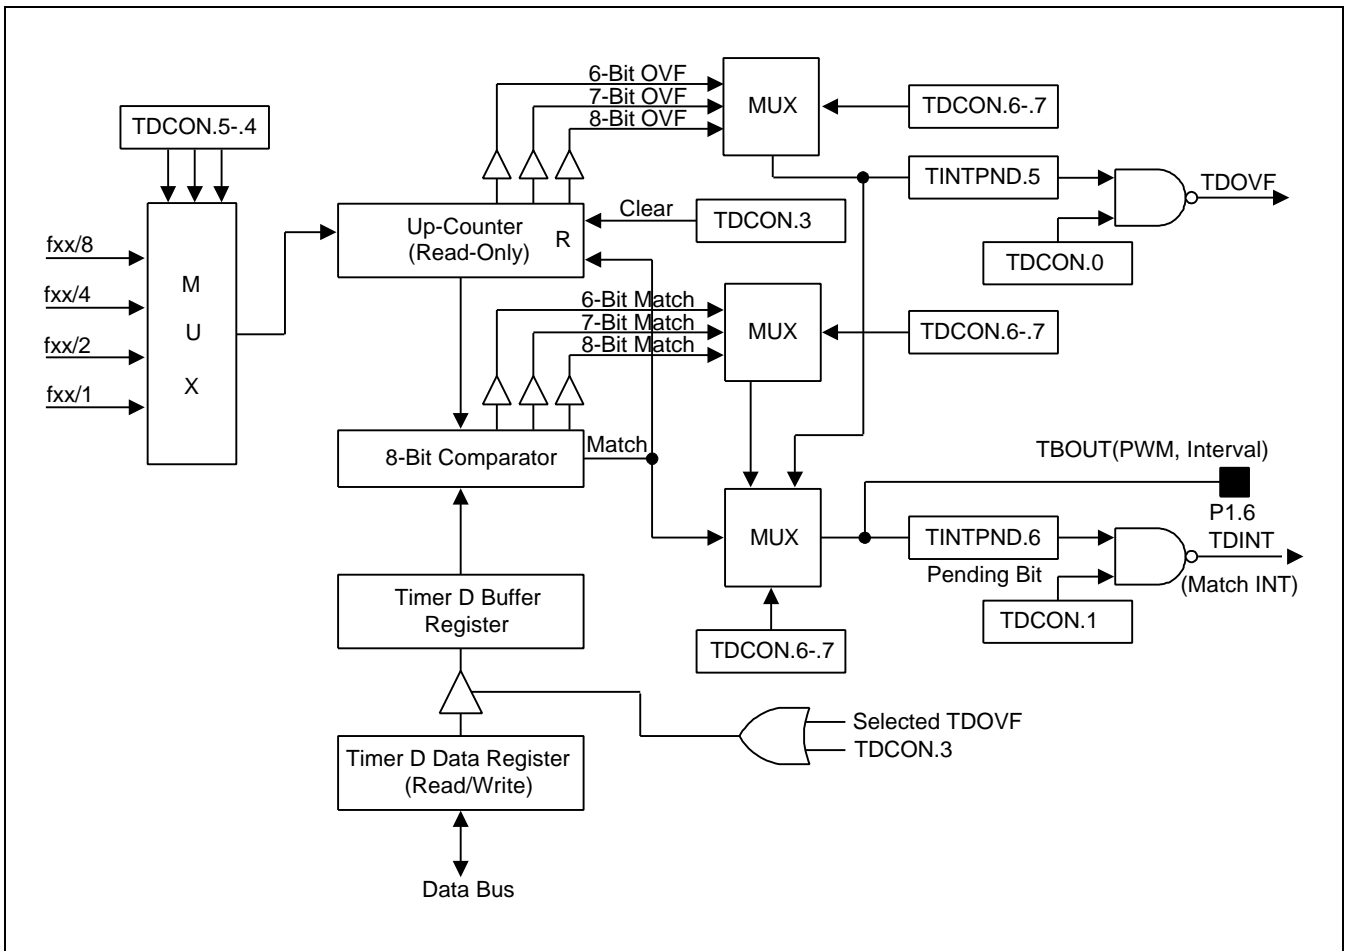 6-Bit OVF
7-Bit OVF
8-Bit OVF
MUX
TDCON.6-.7
TDCON.5-.4
TINTPND.5
TDOVF
TDCON.0
Clear
TDCON.3
Up-Counter
(Read-Only)
R
fxx/8
fxx/4
fxx/2
fxx/1
M
U
X
6-Bit Match
7-Bit Match
8-Bit Match
MUX
TDCON.6-.7
8-Bit Comparator
Match
TBOUT(PWM, Interval)
P1.6
MUX
TINTPND.6
Pending Bit
TDINT
(Match INT)
TDCON.1
TDCON.6-.7
Timer D Buffer
Register
Selected TDOVF
TDCON.3
Timer D Data Register
(Read/Write)
Data Bus